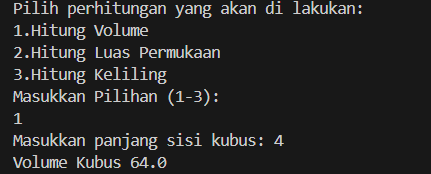 Pilih perhitungan yang akan di lakukan:
1.Hitung Volume
2.Hitung Luas Permukaan
3.Hitung Keliling
Masukkan Pilihan (1-3):
1
Masukkan panjang sisi kubus: 4
Volume Kubus 64.0